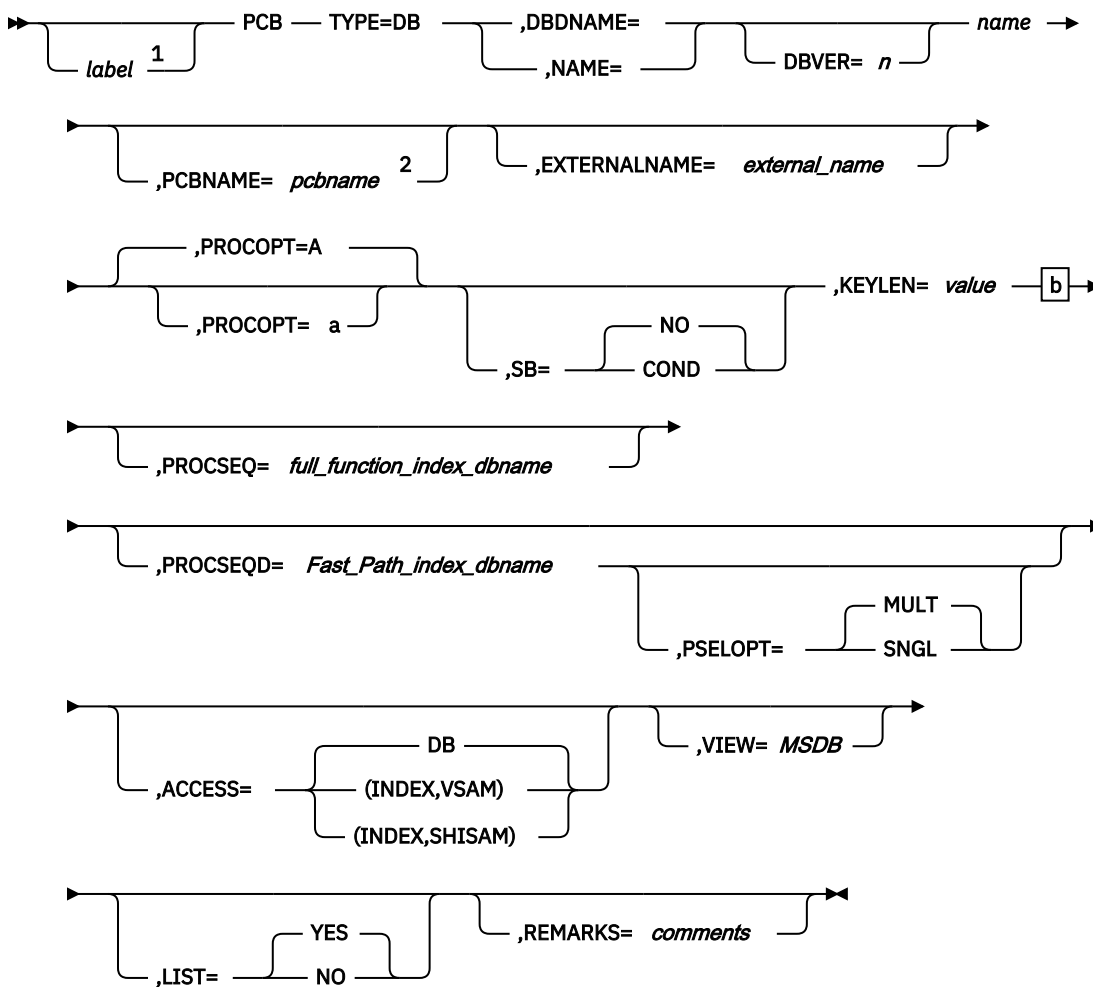 PCB TYPE=DB ,DBDNAME= name
label 1 ,NAME= DBVER= n
,PCBNAME= pcbname 2 ,EXTERNALNAME= external_name
,PROCOPT=A
,KEYLEN= value b
,PROCOPT= a
NO
,SB= COND
,PROCSEQ= full_function_index_dbname
,PROCSEQD= Fast_Path_index_dbname
MULT
,PSELOPT= SNGL
DB
,VIEW= MSDB
,ACCESS= (INDEX,VSAM)
(INDEX,SHISAM)
YES
,REMARKS= comments
,LIST= NO